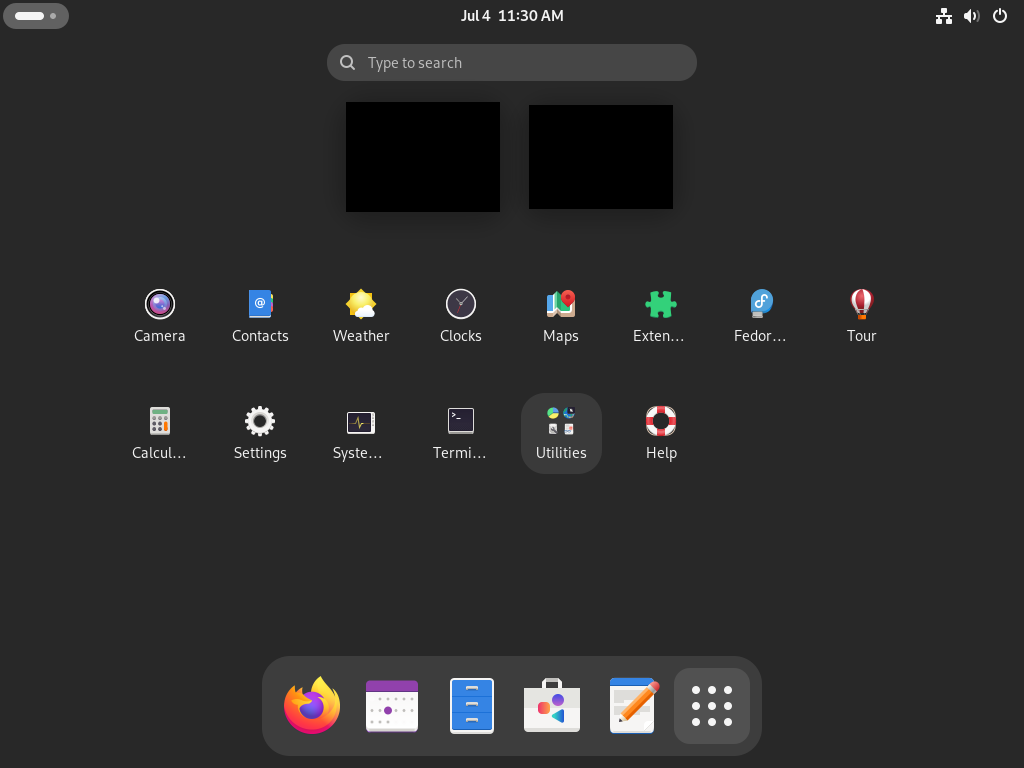 Jul 4 11:30 AM
Type to search
Camera
Contacts
Weather
Clocks
Maps
Exten…
Fedor…
Tour
Calcul…
Settings
Syste…
Termi…
Utilities
Help